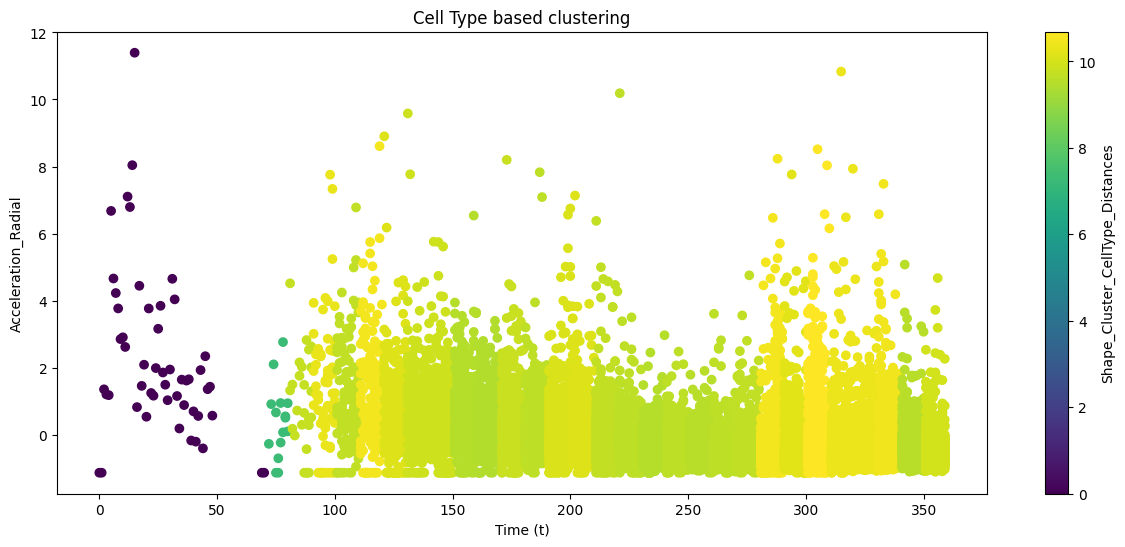 Cell Type based clustering
12
10
8
6
4
2
0
Acceleration_Radial
0 50 100 150 200 250 300 350
Time (t)
10
8
6
4
2
0
Shape_Cluster_CellType_Distances